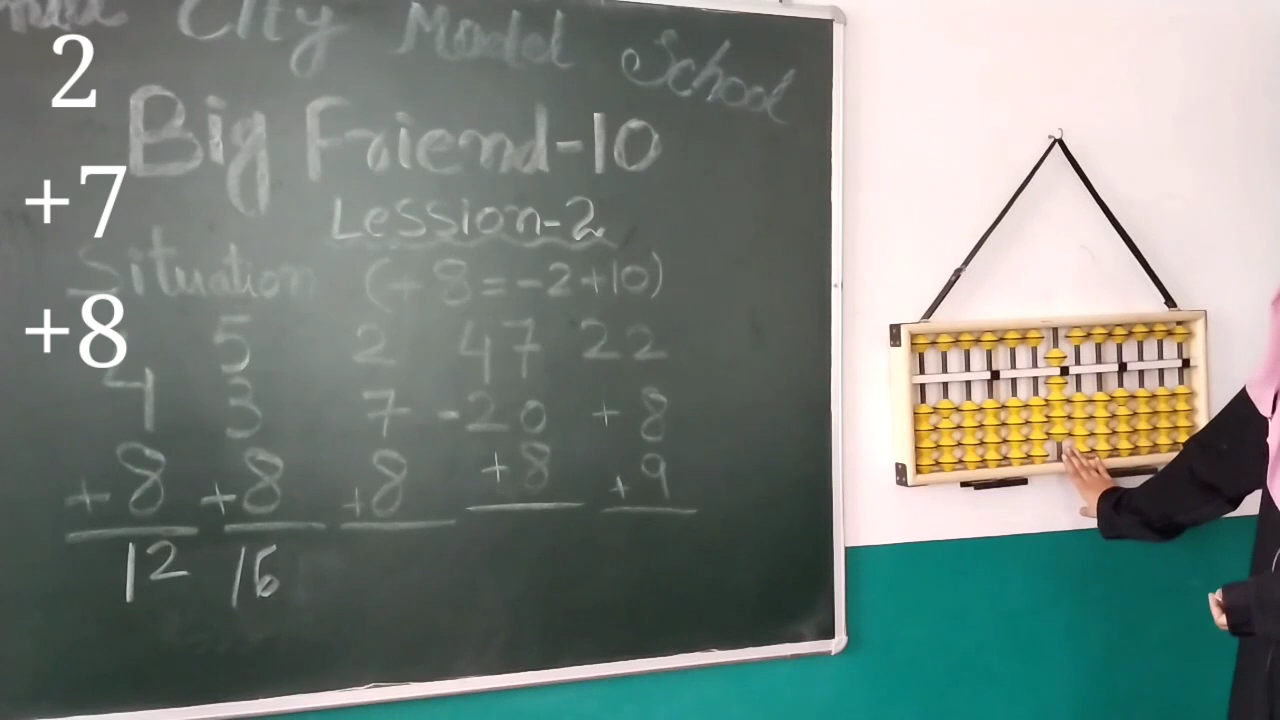 City Model School
Big Friend-10
Lession-2
Situation (+8=-2+10)
4 5 2 47 22
4 3 7 -20 +8
+8 +8 +8 +8 +9
12 16
2
+7
+8